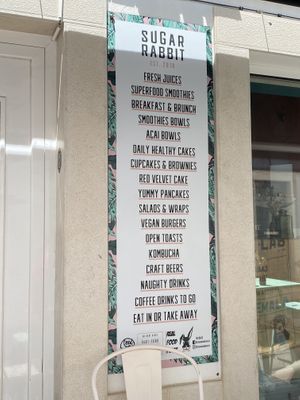 SUGAR
RABBIT
FRESH JUICES
SUPERFOOD SMOOTHIES
BREAKFAST & BRUNCH
SMOOTHIES BOWLS
ACAI BOWLS
DAILY HEALTHY CAKES
CUPCAKES & BROWNIES
RED VELVET CAKE
YUMMY PANCAKES
SALADS & WRAPS
VEGAN BURGERS
OPEN TOASTS
KOMBUCHA
CRAFT BEERS
NAUGHTY DRINKS
COFFEE DRINKS TO GO
EAT IN OR TAKE AWAY
REAL
FOOD